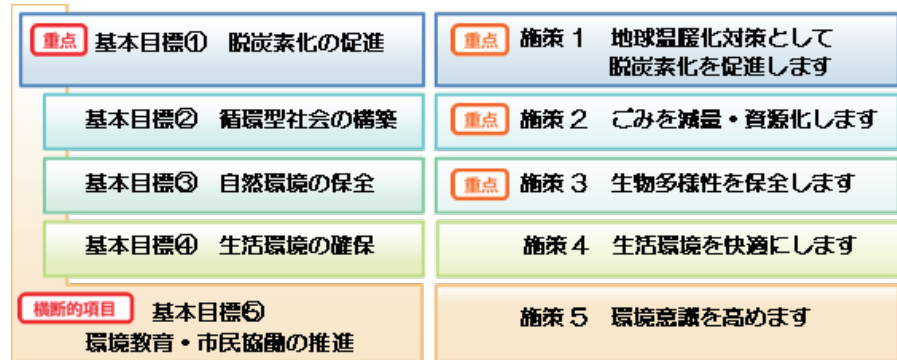 重点 基本目標① 脱炭素化の促進
重点 施策1 地球温暖化対策として
脱炭素化を促進します
基本目標② 循環型社会の構築
重点 施策2 ごみを減量・資源化します
基本目標③ 自然環境の保全
重点 施策3 生物多様性を保全します
基本目標④ 生活環境の確保
施策4 生活環境を快適にします
横断的項目 基本目標⑤
環境教育・市民協働の推進
施策5 環境意識を高めます